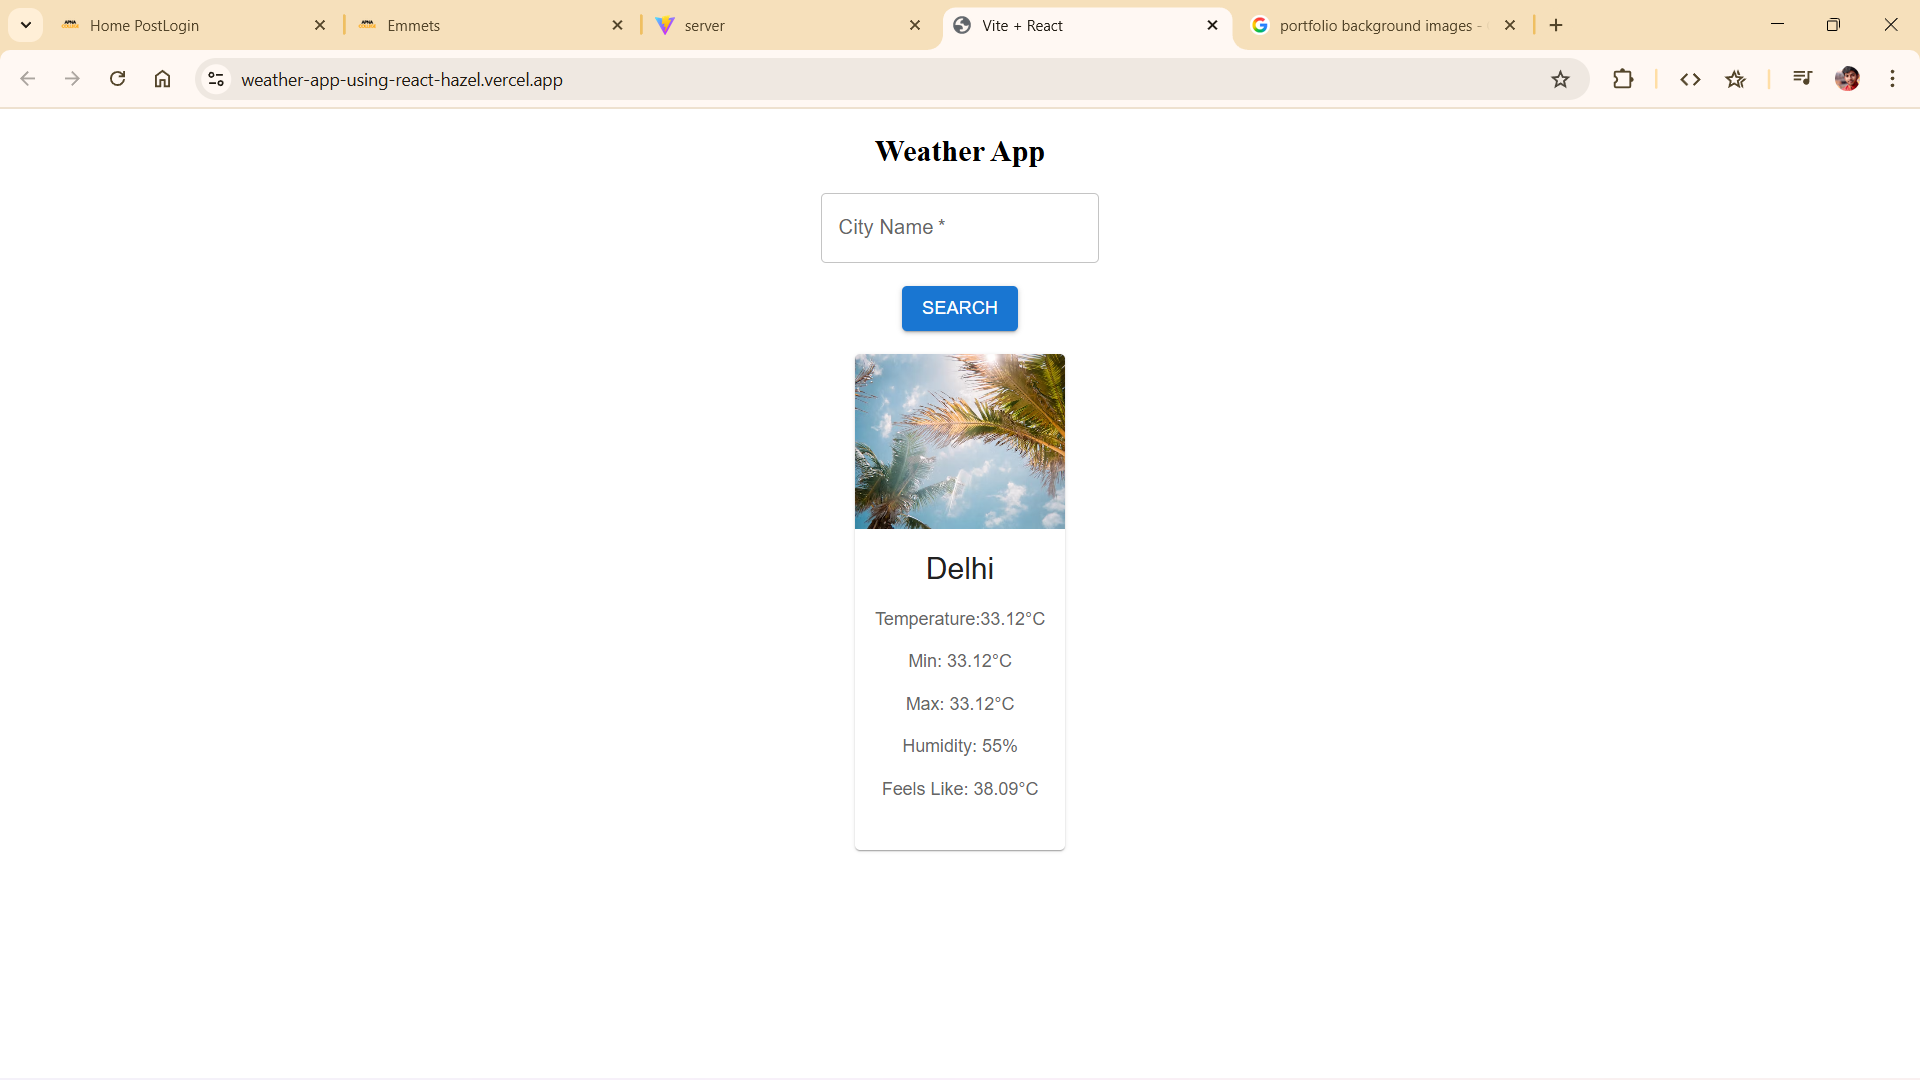 Home PostLogin
Emmets
server
Vite + React
portfolio background images -
weather-app-using-react-hazel.vercel.app
Weather App
City Name *
SEARCH
Delhi
Temperature:33.12°C
Min: 33.12°C
Max: 33.12°C
Humidity: 55%
Feels Like: 38.09°C